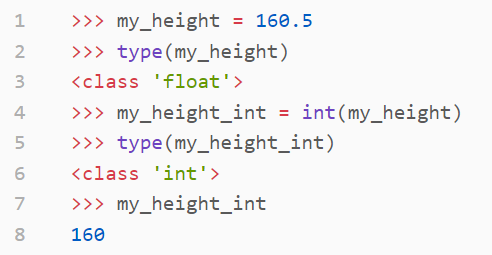 1 >>> my_height = 160.5
2 >>> type(my_height)
3 <class 'float'>
4 >>> my_height_int = int(my_height)
5 >>> type(my_height_int)
6 <class 'int'>
7 >>> my_height_int
8 160